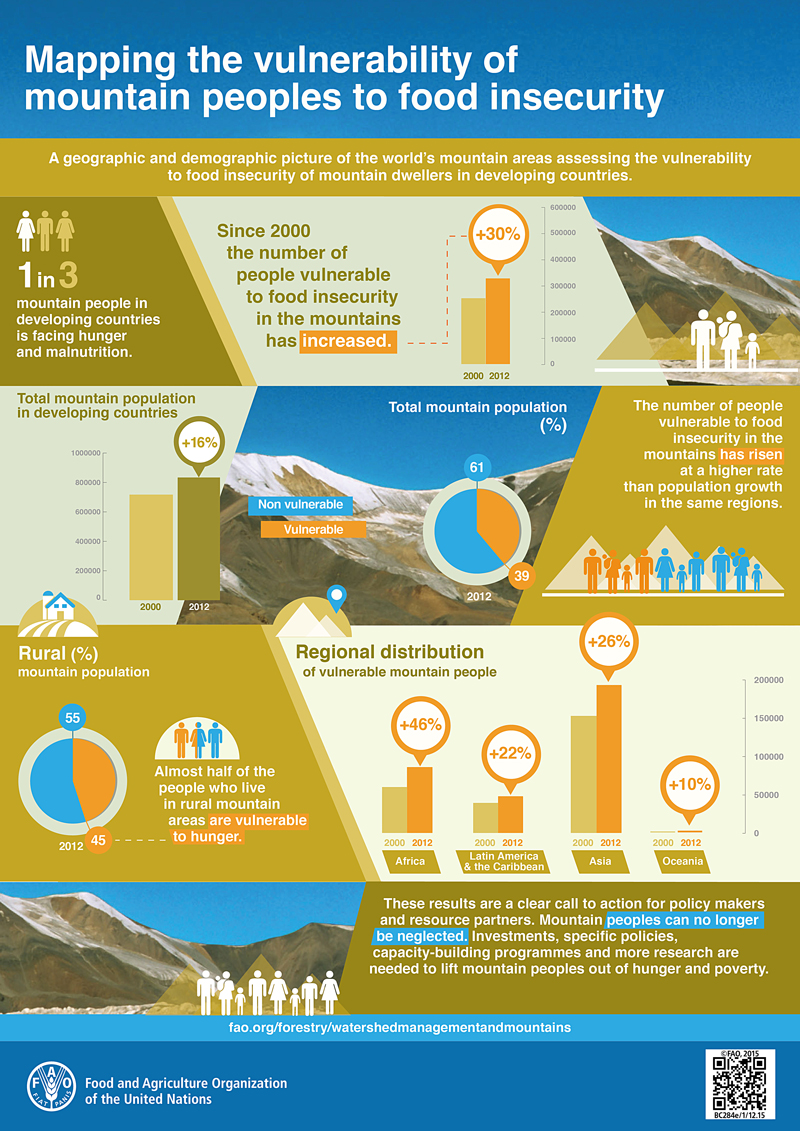 Mapping the vulnerability of
mountain peoples to food insecurity
A geographic and demographic picture of the world's mountain areas assessing the vulnerability
to food insecurity of mountain dwellers in developing countries.
1 in 3
mountain people in
developing countries
is facing hunger
and malnutrition.
Since 2000
the number of
people vulnerable
to food insecurity
in the mountains
has increased.
+30%
600000
500000
400000
300000
200000
100000
0
2000 2012
Total mountain population
in developing countries
+16%
1000000
800000
600000
400000
200000
0
2000 2012
Total mountain population
(%)
61
Non vulnerable
Vulnerable
39
2012
The number of people
vulnerable to food
insecurity in the
mountains has risen
at a higher rate
than population growth
in the same regions.
Rural (%)
mountain population
55
2012 45
Almost half of the
people who live
in rural mountain
areas are vulnerable
to hunger.
Regional distribution
of vulnerable mountain people
+46%
+22%
+26%
+10%
200000
150000
100000
50000
0
2000 2012
Africa
2000 2012
Latin America
& the Caribbean
2000 2012
Asia
2000 2012
Oceania
These results are a clear call to action for policy makers
and resource partners. Mountain peoples can no longer
be neglected. Investments, specific policies,
capacity-building programmes and more research are
needed to lift mountain peoples out of hunger and poverty.
fao.org/forestry/watershedmanagementandmountains
F A O
FIAT PANIS
Food and Agriculture Organization
of the United Nations
©FAO, 2015
BC284e/1/12.15